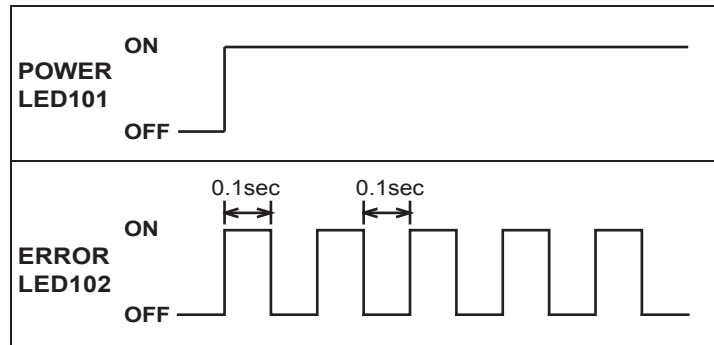 ON
POWER
LED101
OFF
0.1sec 0.1sec
ON
ERROR
LED102
OFF